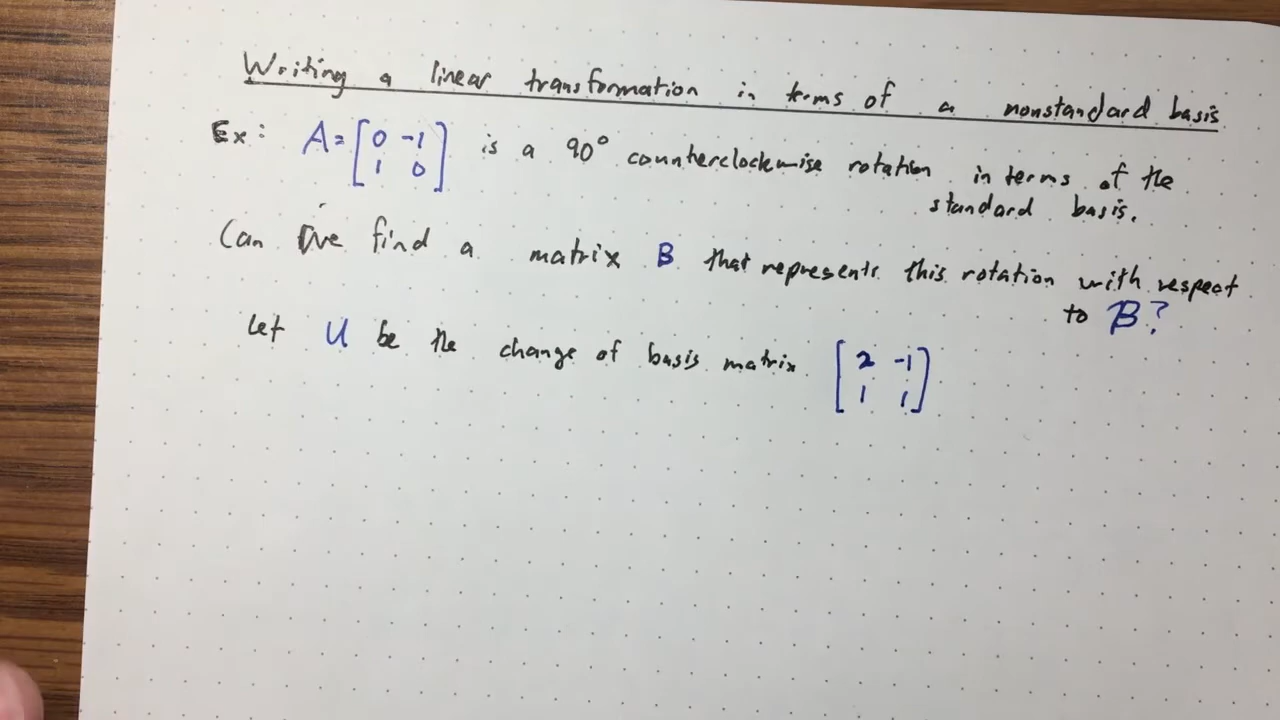 Writing a linear transformation in terms of a nonstandard basis
Ex: A = [0 -1
1 0] is a 90° counterclockwise rotation in terms of the
standard basis.
Can we find a matrix B that represents this rotation with respect
to ℬ?
Let U be the change of basis matrix [2 -1
1 1]